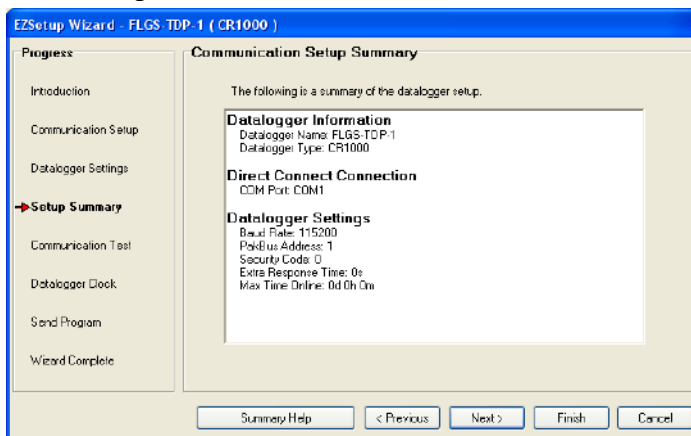 EZSetup Wizard - FLGS-TDP-1 ( CR1000 )
Progress
Introduction
Communication Setup
Datalogger Settings
Setup Summary
Communication Test
Datalogger Clock
Send Program
Wizard Complete
Communication Setup Summary
The following is a summary of the datalogger setup.
Datalogger Information
Datalogger Name: FLGS-TDP-1
Datalogger Type: CR1000
Direct Connect Connection
COM Port: COM1
Datalogger Settings
Baud Rate: 115200
PakBus Address: 1
Security Code: 0
Extra Response Time: 0s
Max Time Online: 0d 0h 0m
Summary Help
< Previous
Next >
Finish
Cancel